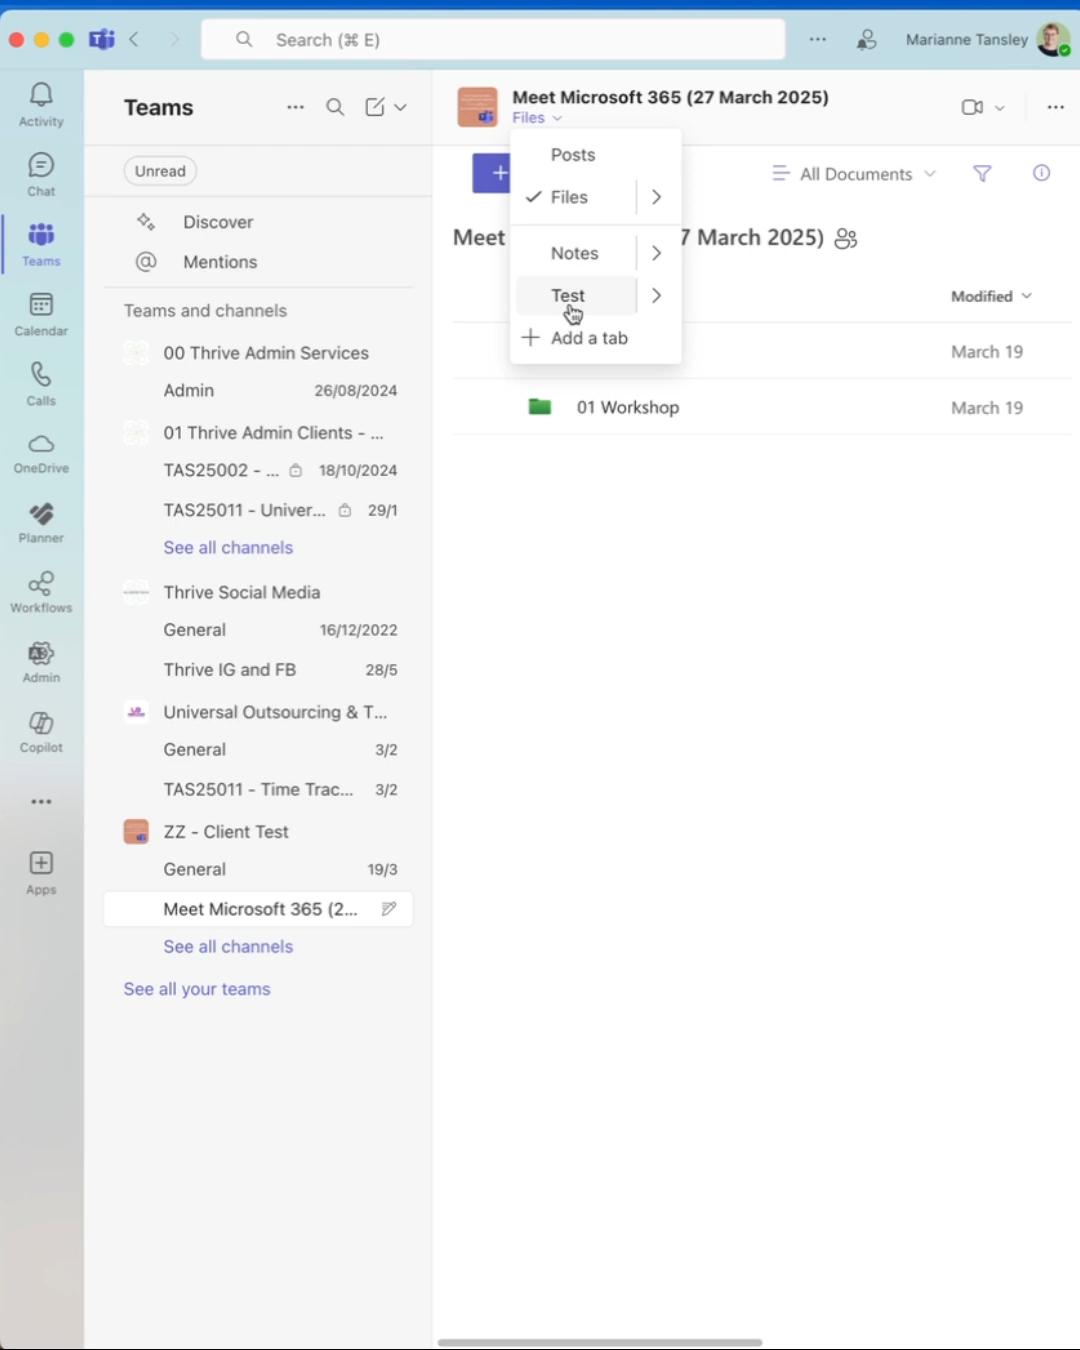 Search (⌘ E)
Marianne Tansley
Activity
Chat
Teams
Calendar
Calls
OneDrive
Planner
Workflows
Admin
Copilot
Apps
Teams
Unread
Discover
Mentions
Teams and channels
00 Thrive Admin Services
Admin 26/08/2024
01 Thrive Admin Clients - ...
TAS25002 - ... 18/10/2024
TAS25011 - Univer... 29/1
See all channels
Thrive Social Media
General 16/12/2022
Thrive IG and FB 28/5
Universal Outsourcing & T...
General 3/2
TAS25011 - Time Trac... 3/2
ZZ - Client Test
General 19/3
Meet Microsoft 365 (2...
See all channels
See all your teams
Meet Microsoft 365 (27 March 2025)
Files
Posts
Files
Notes
Test
Add a tab
All Documents
Meet 7 March 2025)
Modified
March 19
01 Workshop March 19